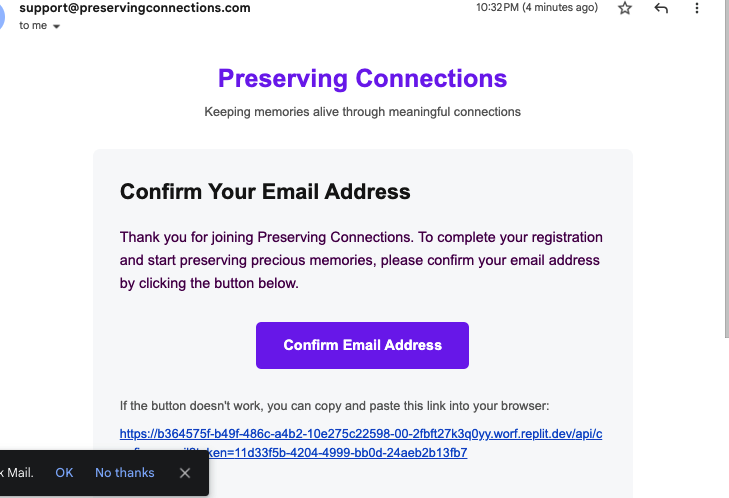 support@preservingconnections.com
10:32 PM (4 minutes ago)
to me
Preserving Connections
Keeping memories alive through meaningful connections
Confirm Your Email Address
Thank you for joining Preserving Connections. To complete your registration
and start preserving precious memories, please confirm your email address
by clicking the button below.
Confirm Email Address
If the button doesn't work, you can copy and paste this link into your browser:
https://b364575f-b49f-486c-a4b2-10e275c22598-00-2fbft27k3q0yy.worf.replit.dev/api/c
ken=11d33f5b-4204-4999-bb0d-24aeb2b13fb7
Mail.
OK
No thanks